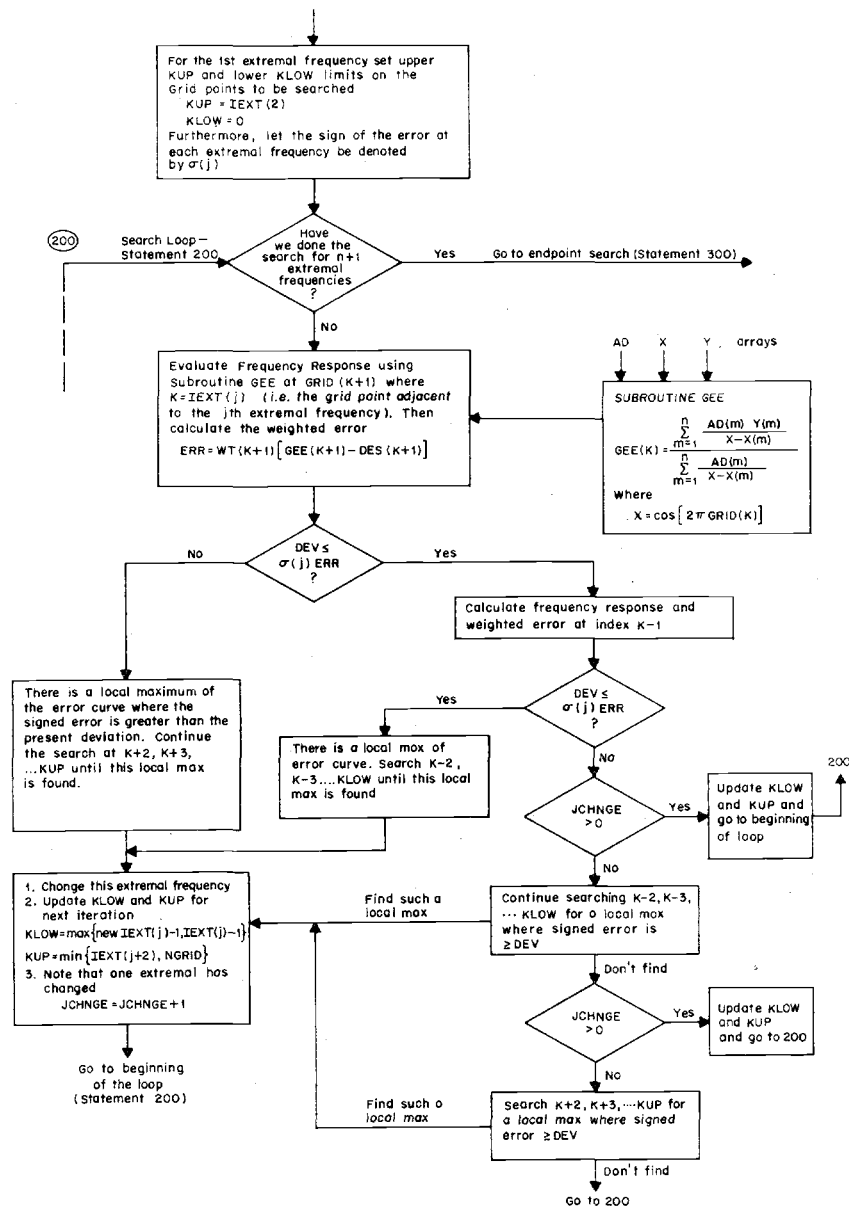 For the 1st extremal frequency set upper
KUP and lower KLOW limits on the
Grid points to be searched
KUP = IEXT(2)
KLOW = 0
Furthermore, let the sign of the error at
each extremal frequency be denoted
by σ(j)
200
Search Loop—
Statement 200
Have
we done the
search for n+1
extremal
frequencies
?
Yes
Go to endpoint search (Statement 300)
No
Evaluate Frequency Response using
Subroutine GEE at GRID (K+1) where
K=IEXT(j) (i.e. the grid point adjacent
to the jth extremal frequency). Then
calculate the weighted error
ERR=WT(K+1)[GEE(K+1)-DES(K+1)]
AD X Y arrays
SUBROUTINE GEE
n
∑ AD(m) Y(m)
m=1 X-X(m)
GEE(K) =
n
∑ AD(m)
m=1 X-X(m)
Where
X=cos[2π GRID(K)]
DEV ≤
σ(j) ERR
?
No
Yes
Calculate frequency response and
weighted error at index K-1
There is a local maximum of
the error curve where the
signed error is greater than the
present deviation. Continue
the search at K+2, K+3,
...KUP until this local max
is found.
DEV ≤
σ(j) ERR
?
Yes
No
There is a local mox of
error curve. Search K-2,
K-3....KLOW until this local
max is found
JCHNGE
>0
Yes
No
Update KLOW
and KUP and
go to beginning
of loop
200
1. Change this extremal frequency
2. Update KLOW and KUP for
next iteration
KLOW=max{new IEXT(j)-1,IEXT(j)-1}
KUP=min{IEXT(j+2), NGRID}
3. Note that one extremal has
changed
JCHNGE=JCHNGE+1
Find such a
local max
Continue searching K-2,K-3,
... KLOW for o local mox
where signed error is
≥DEV
Don't find
JCHNGE
>0
Yes
No
Update KLOW
and KUP
and go to 200
Go to beginning
of the loop
(Statement 200)
Find such o
local max
Search K+2, K+3,....KUP for
a local max where signed
error ≥DEV
Don't find
Go to 200